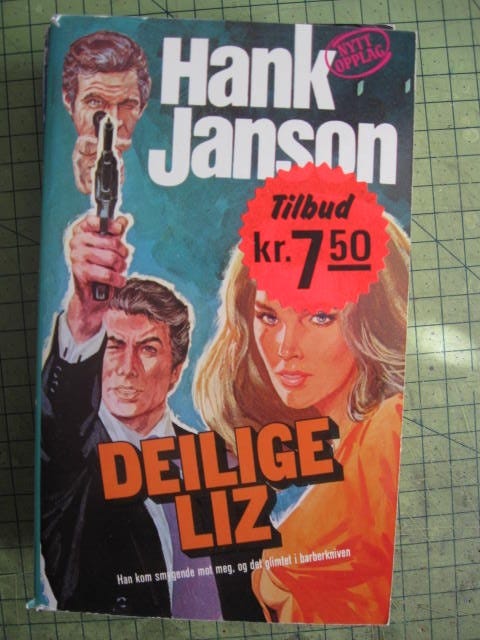 Hank
Janson
NYTT
OPPLAG
Tilbud
kr. 7 50
DEILIGE
LIZ
Han kom smygende mot meg, og det glimtet i barberkniven